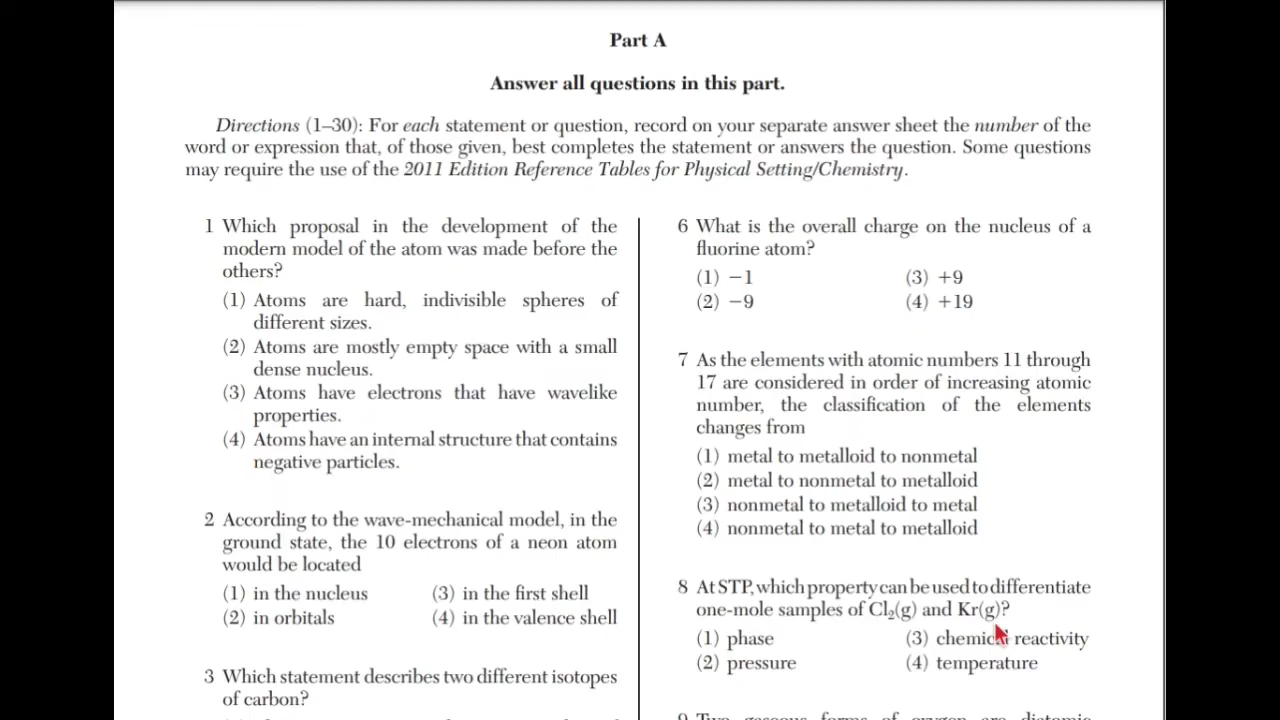 Part A
Answer all questions in this part.
Directions (1–30): For each statement or question, record on your separate answer sheet the number of the
word or expression that, of those given, best completes the statement or answers the question. Some questions
may require the use of the 2011 Edition Reference Tables for Physical Setting/Chemistry.
1 Which proposal in the development of the
modern model of the atom was made before the
others?
(1) Atoms are hard, indivisible spheres of
different sizes.
(2) Atoms are mostly empty space with a small
dense nucleus.
(3) Atoms have electrons that have wavelike
properties.
(4) Atoms have an internal structure that contains
negative particles.
2 According to the wave-mechanical model, in the
ground state, the 10 electrons of a neon atom
would be located
(1) in the nucleus (3) in the first shell
(2) in orbitals (4) in the valence shell
3 Which statement describes two different isotopes
of carbon?
6 What is the overall charge on the nucleus of a
fluorine atom?
(1) −1 (3) +9
(2) −9 (4) +19
7 As the elements with atomic numbers 11 through
17 are considered in order of increasing atomic
number, the classification of the elements
changes from
(1) metal to metalloid to nonmetal
(2) metal to nonmetal to metalloid
(3) nonmetal to metalloid to metal
(4) nonmetal to metal to metalloid
8 At STP, which property can be used to differentiate
one-mole samples of Cl₂(g) and Kr(g)?
(1) phase (3) chemical reactivity
(2) pressure (4) temperature
9 Two gaseous forms of oxygen are diatomic